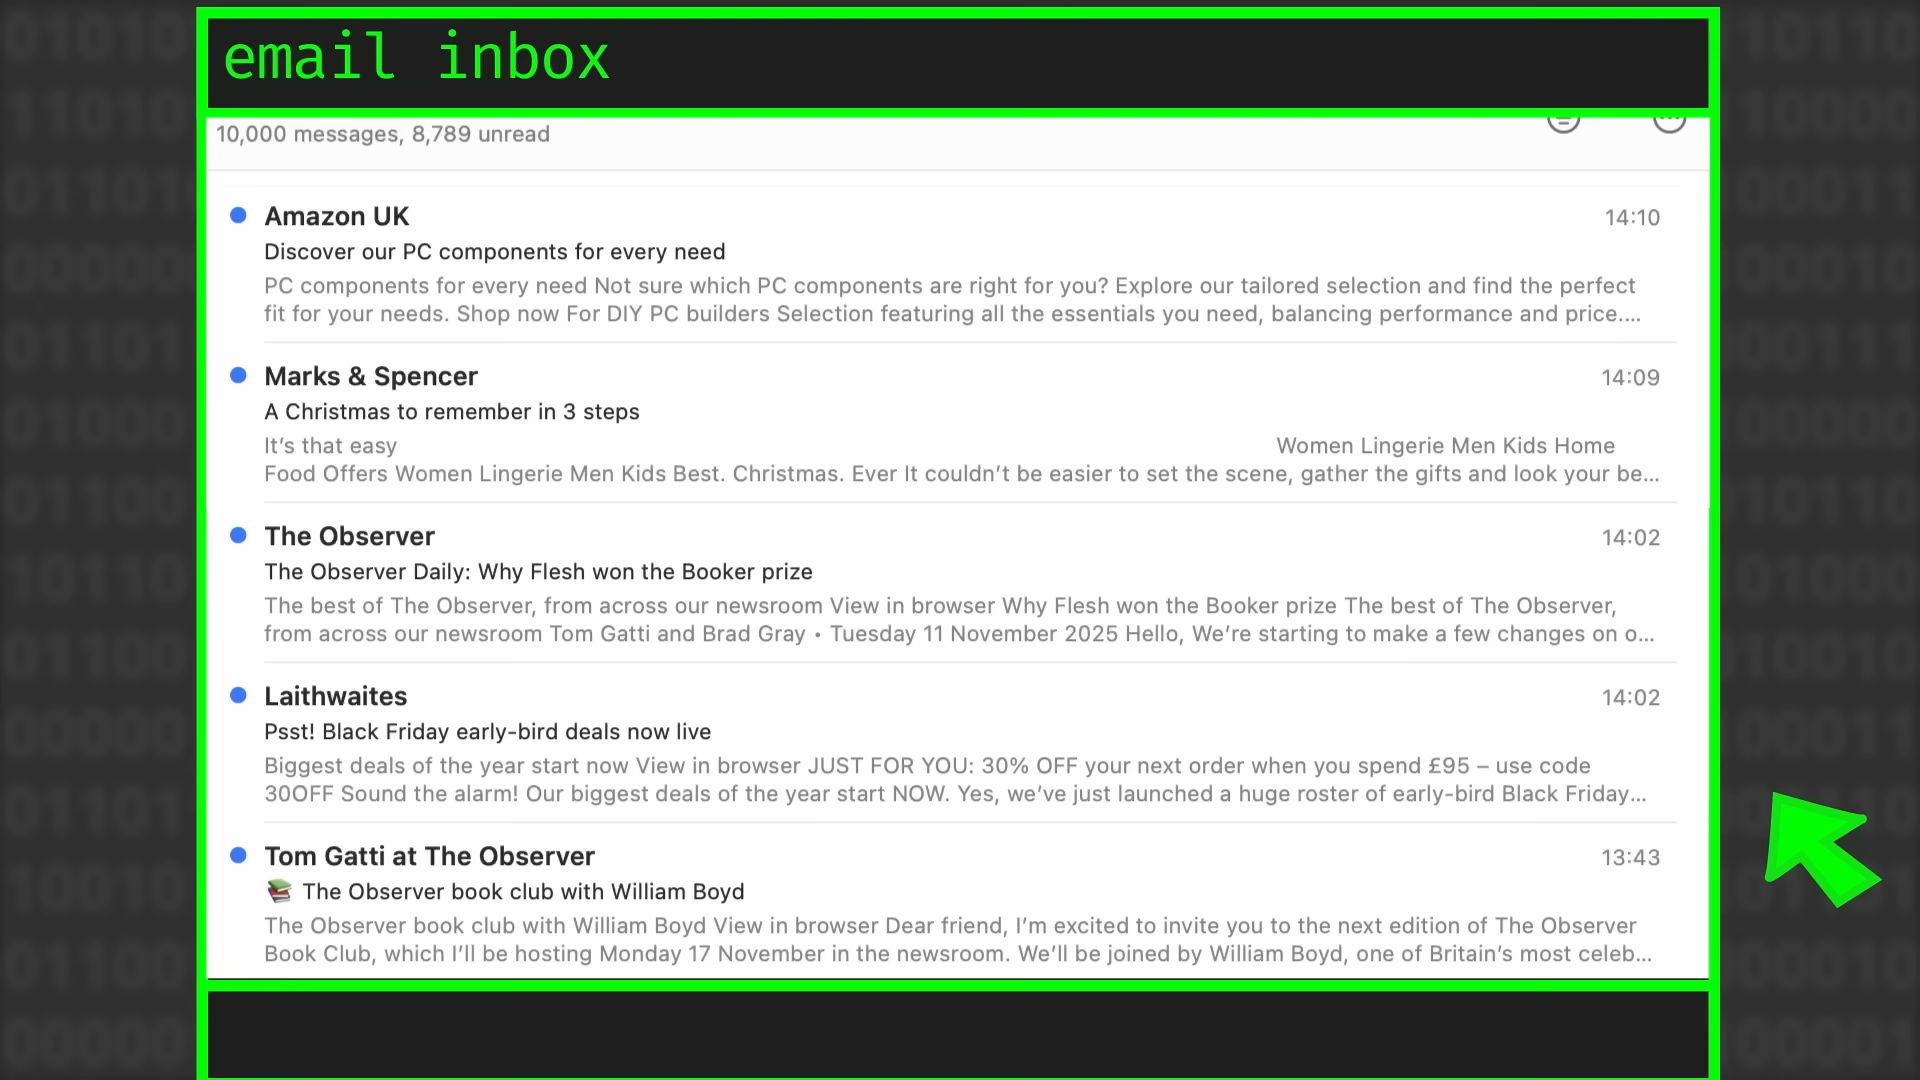 email inbox
10,000 messages, 8,789 unread
Amazon UK 14:10
Discover our PC components for every need
PC components for every need Not sure which PC components are right for you? Explore our tailored selection and find the perfect
fit for your needs. Shop now For DIY PC builders Selection featuring all the essentials you need, balancing performance and price....
Marks & Spencer 14:09
A Christmas to remember in 3 steps
It's that easy Women Lingerie Men Kids Home
Food Offers Women Lingerie Men Kids Best. Christmas. Ever It couldn't be easier to set the scene, gather the gifts and look your be...
The Observer 14:02
The Observer Daily: Why Flesh won the Booker prize
The best of The Observer, from across our newsroom View in browser Why Flesh won the Booker prize The best of The Observer,
from across our newsroom Tom Gatti and Brad Gray • Tuesday 11 November 2025 Hello, We're starting to make a few changes on o...
Laithwaites 14:02
Psst! Black Friday early-bird deals now live
Biggest deals of the year start now View in browser JUST FOR YOU: 30% OFF your next order when you spend £95 – use code
30OFF Sound the alarm! Our biggest deals of the year start NOW. Yes, we've just launched a huge roster of early-bird Black Friday...
Tom Gatti at The Observer 13:43
📚 The Observer book club with William Boyd
The Observer book club with William Boyd View in browser Dear friend, I'm excited to invite you to the next edition of The Observer
Book Club, which I'll be hosting Monday 17 November in the newsroom. We'll be joined by William Boyd, one of Britain's most celeb...